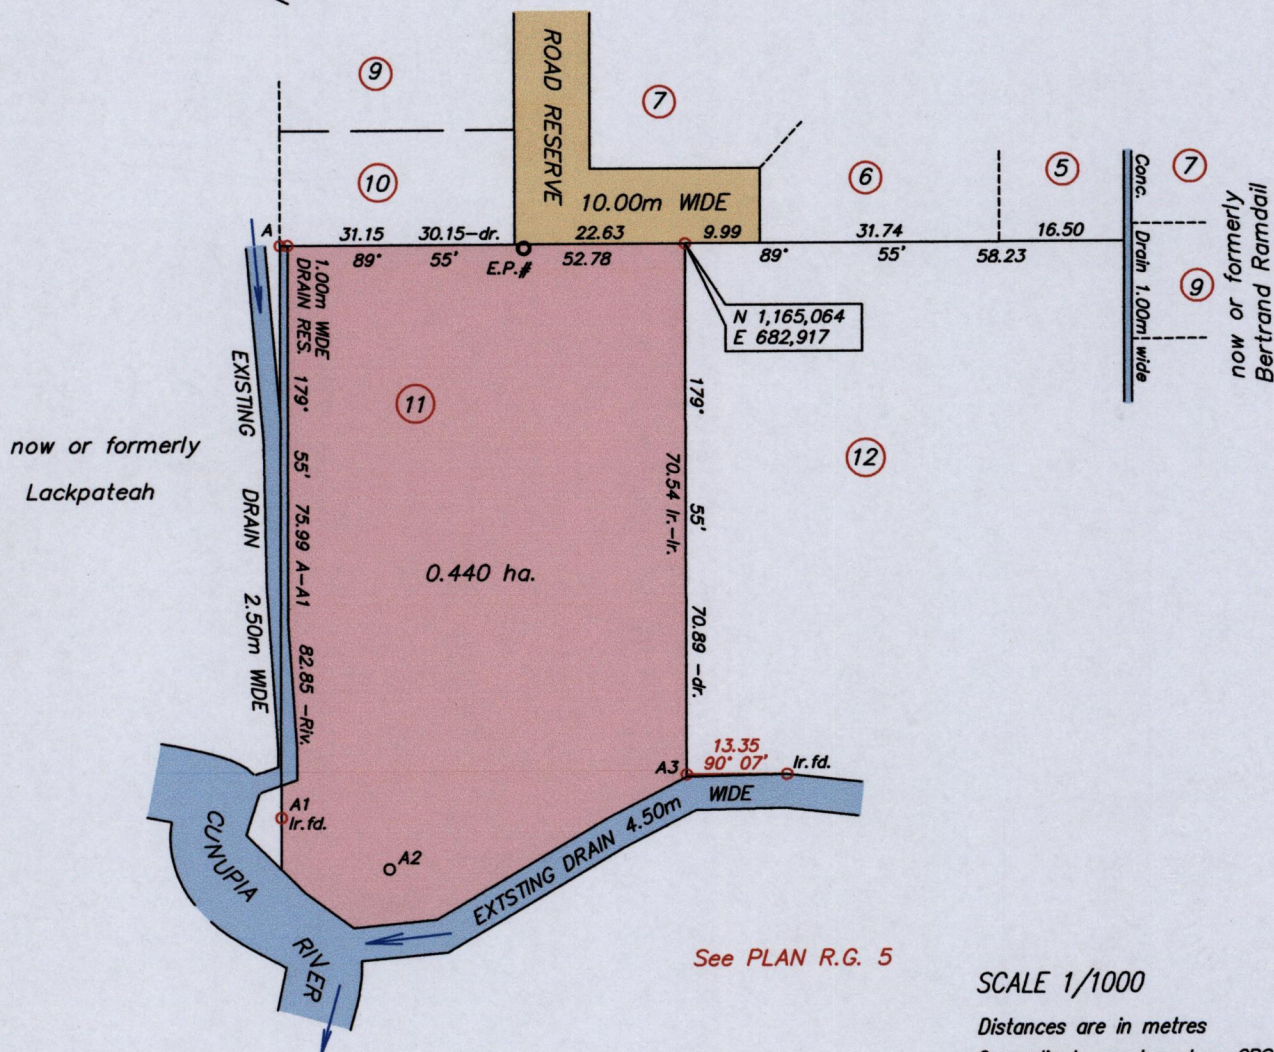 9
ROAD RESERVE
7
10
10.00m WIDE
6
5
Conc. Drain 1.00m wide
7
9
now or formerly
Bertrand Ramdail
A
31.15 30.15-dr. 22.63 9.99 31.74 16.50
89° 55' E.P.# 52.78 89° 55' 58.23
1.00m WIDE
DRAIN RES.
N 1,165,064
E 682,917
EXISTING DRAIN 2.50m WIDE
179° 55' 75.99 A-A1 82.85 -Riv.
11
179° 55' 70.89 -dr.
70.54 Ir.-Ir.
12
now or formerly
Lackpateah
0.440 ha.
13.35
90° 07'
A3
Ir.fd.
A1
Ir.fd.
A2
EXTSTING DRAIN 4.50m WIDE
CUNUPIA RIVER
See PLAN R.G. 5
SCALE 1/1000
Distances are in metres